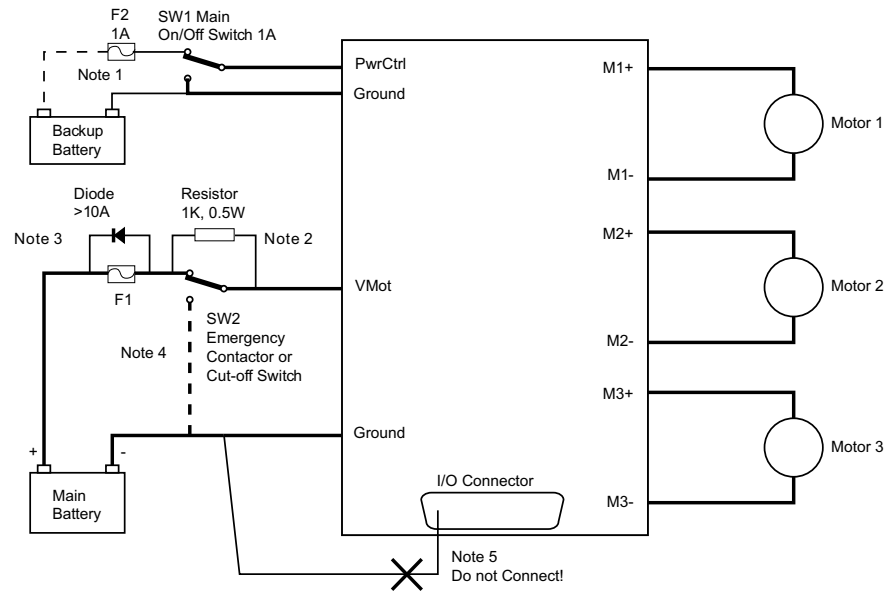 F2
1A
SW1 Main
On/Off Switch 1A
Note 1
Backup
Battery
PwrCtrl
Ground
M1+
M1-
Motor 1
Diode
>10A
Resistor
1K, 0.5W
Note 3
Note 2
F1
VMot
SW2
Emergency
Contactor or
Cut-off Switch
Note 4
M2+
M2-
Motor 2
Ground
+
-
Main
Battery
M3+
M3-
Motor 3
I/O Connector
Note 5
Do not Connect!